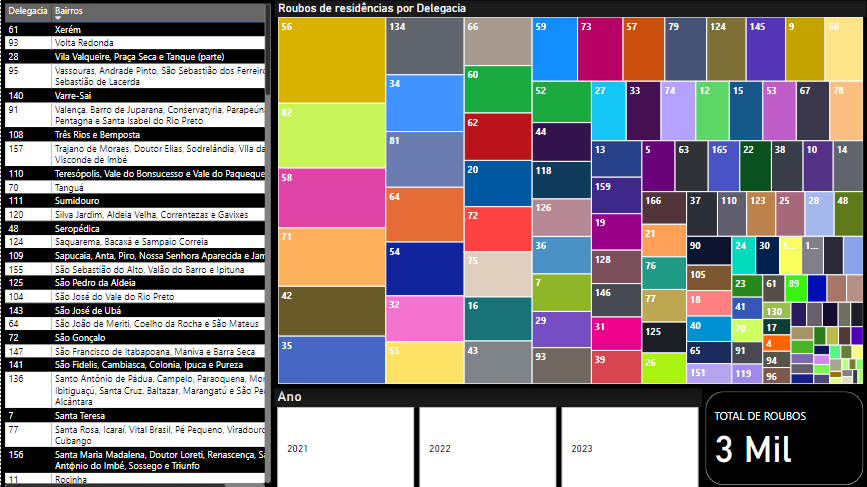 Delegacia Bairros
61 Xerém
93 Volta Redonda
28 Vila Valqueire, Praça Seca e Tanque (parte)
95 Vassouras, Andrade Pinto, São Sebastião dos Ferreiro
Sebastião de Lacerda
140 Varre-Sai
91 Valença, Barro de Juparana, Conservatyria, Parapeún
Pentagna e Santa Isabel do Rio Preto
108 Três Rios e Bemposta
157 Trajano de Moraes, Doutor Elias, Sodrelândia, Vila da
Visconde de Imbé
110 Teresópolis, Vale do Bonsucesso e Vale do Paquequer
70 Tanguá
111 Sumidouro
120 Silva Jardim, Aldeia Velha, Correntezas e Gavixes
48 Seropédica
124 Saquarema, Bacaxá e Sampaio Correia
109 Sapucaia, Anta, Piro, Nossa Senhora Aparecida e Jam
155 São Sebastião do Alto, Valão do Barro e Ipituna
125 São Pedro da Aldeia
104 São José do Vale do Rio Preto
143 São José de Ubá
64 São João de Meriti, Coelho da Rocha e São Mateus
72 São Gonçalo
147 São Francisco de Itabapoana, Maniva e Barra Seca
141 São Fidelis, Cambiasca, Colonia, Ipuca e Pureza
136 Santo Antônio de Pádua, Campelo, Paraoquena, Mon
Ibitiguaçú, Santa Cruz, Baltazar, Marangatú e São Pe
Alcântara
7 Santa Teresa
77 Santa Rosa, Icaraí, Vital Brasil, Pé Pequeno, Viradouro
Cubango
156 Santa Maria Madalena, Doutor Loreti, Renascença, Sa
Antônio do Imbé, Sossego e Triunfo
11 Rocinha
Roubos de residências por Delegacia
56 134 66 59 73 57 79 124 145 9 50
82 34 60 52 27 33 74 12 15 53 67 78
58 81 62 44 13 5 63 165 22 38 10 14
71 64 20 118 159 166 37 110 123 25 28 48
42 54 72 126 19 21 90 24 30 1... 1...
35 32 75 36 128 76 105 23 61 89
55 16 7 146 77 18 41 130
43 29 31 125 40 70 17
93 39 26 65 91 4
151 119 94
96
Ano
2021 2022 2023
TOTAL DE ROUBOS
3 Mil